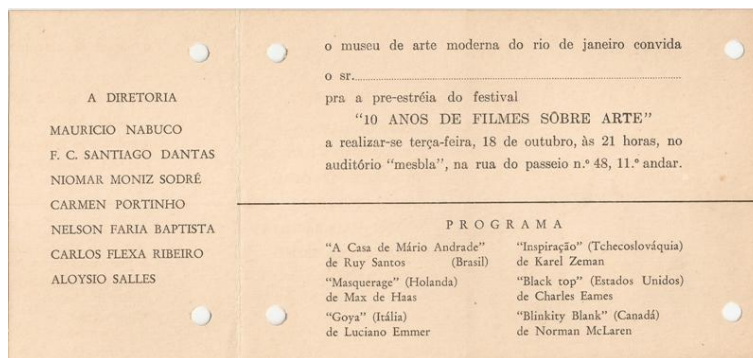 A DIRETORIA
MAURICIO NABUCO
F. C. SANTIAGO DANTAS
NIOMAR MONIZ SODRÉ
CARMEN PORTINHO
NELSON FARIA BAPTISTA
CARLOS FLEXA RIBEIRO
ALOYSIO SALLES
o museu de arte moderna do rio de janeiro convida
o sr.
pra a pre-estréia do festival
"10 ANOS DE FILMES SÔBRE ARTE"
a realizar-se terça-feira, 18 de outubro, às 21 horas, no
auditório "mesbla", na rua do passeio n.º 48, 11.º andar.
PROGRAMA
"A Casa de Mário Andrade"
de Ruy Santos (Brasil)
"Masquerage" (Holanda)
de Max de Haas
"Goya" (Itália)
de Luciano Emmer
"Inspiração" (Tchecoslováquia)
de Karel Zeman
"Black top" (Estados Unidos)
de Charles Eames
"Blinkity Blank" (Canadá)
de Norman McLaren